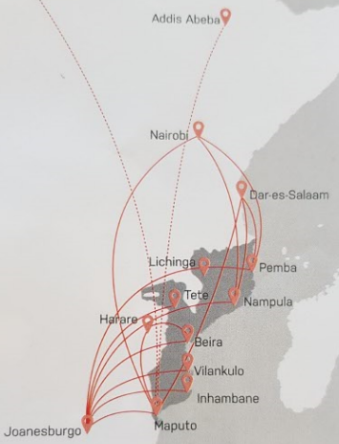 Addis Abeba
Nairobi
Dar-es-Salaam
Lichinga
Pemba
Tete
Nampula
Harare
Beira
Vilankulo
Inhambane
Maputo
Joanesburgo